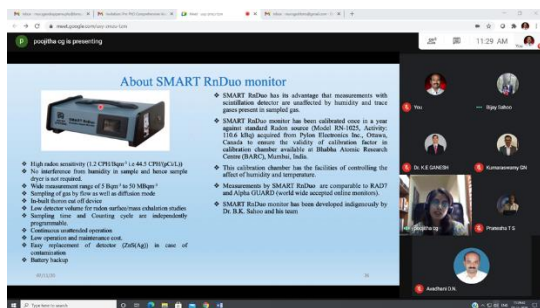 meet.google.com/
poojitha cg is presenting
11:29 AM
About SMART RnDuo monitor
SMART RnDuo
❖ High radon sensitivity (1.2 CPH/Bqm⁻³ i.e 44.5 CPH/pCi/L))
❖ No interference from humidity in sample and hence sample
dryer is not required.
❖ Wide measurement range of 5 Bqm⁻³ to 50 MBqm⁻³
❖ Sampling of gas by flow as well as diffusion mode
❖ In-built thoron cut off device
❖ Low detector volume for radon surface/mass exhalation studies
❖ Sampling time and Counting cycle are independently
programmable.
❖ Continuous unattended operation
❖ Low operation and maintenance cost.
❖ Easy replacement of detector (ZnS(Ag)) in case of
contamination
❖ Battery backup
❖ SMART RnDuo has its advantage that measurements with
scintillation detector are unaffected by humidity and trace
gases present in sampled gas.
❖ SMART RnDuo monitor has been calibrated once in a year
against standard Radon source (Model RN-1025, Activity:
110.6 kBq) acquired from Pylon Electronics Inc., Ottawa,
Canada to ensure the validity of calibration factor in
calibration chamber available at Bhabha Atomic Research
Centre (BARC), Mumbai, India.
❖ This calibration chamber has the facilities of controlling the
affect of humidity and temperature.
❖ Measurements by SMART RnDuo are comparable to RAD7
and Alpha GUARD (world wide accepted online monitors).
❖ SMART RnDuo monitor has been developed indigenously by
Dr. B.K. Sahoo and his team
You
Bijay Sahoo
Dr. K.E GANESH
Kumaraswamy GN
poojitha cg
Pranesha T S
Avadhani D.N.
Type here to search